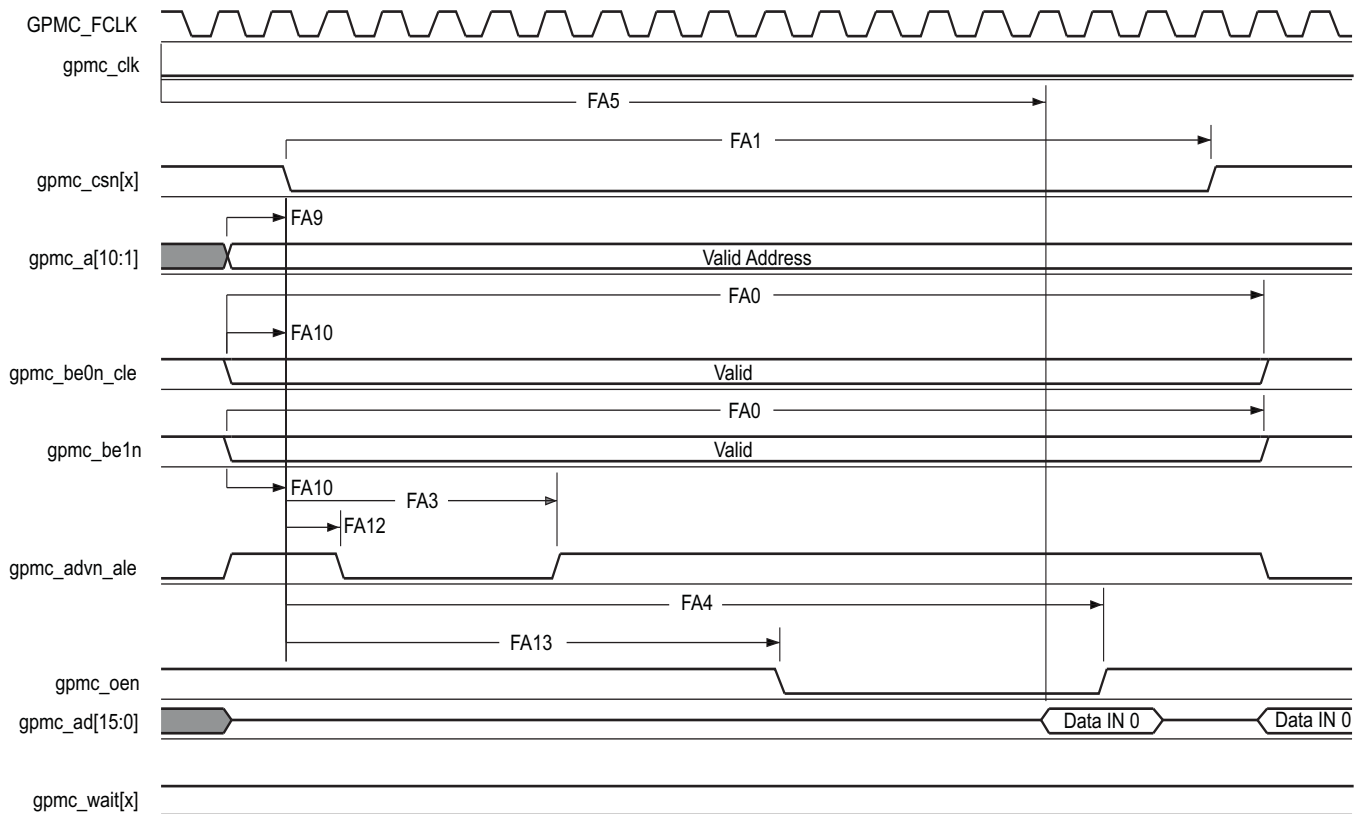 GPMC_FCLK
gpmc_clk
FA5
FA1
gpmc_csn[x]
FA9
gpmc_a[10:1]
Valid Address
FA0
FA10
gpmc_be0n_cle
Valid
FA0
gpmc_be1n
Valid
FA10
FA3
FA12
gpmc_advn_ale
FA4
FA13
gpmc_oen
gpmc_ad[15:0]
Data IN 0
Data IN 0
gpmc_wait[x]